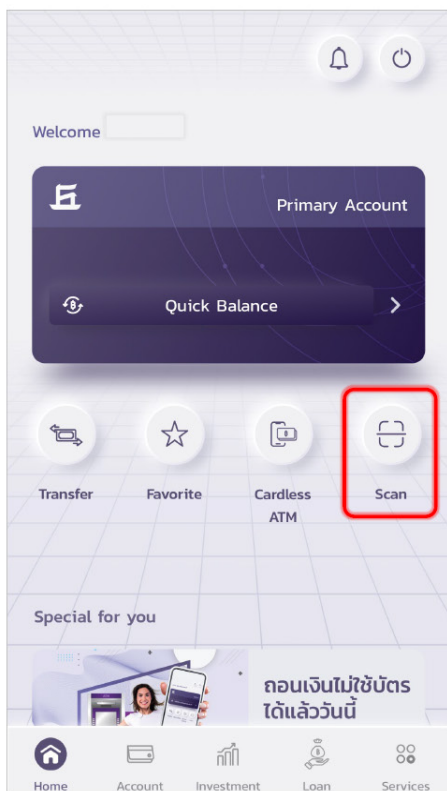 Welcome
Primary Account
Quick Balance
Transfer
Favorite
Cardless
ATM
Scan
Special for you
ถอนเงินไม่ใช้บัตร
ได้แล้ววันนี้
Home
Account
Investment
Loan
Services